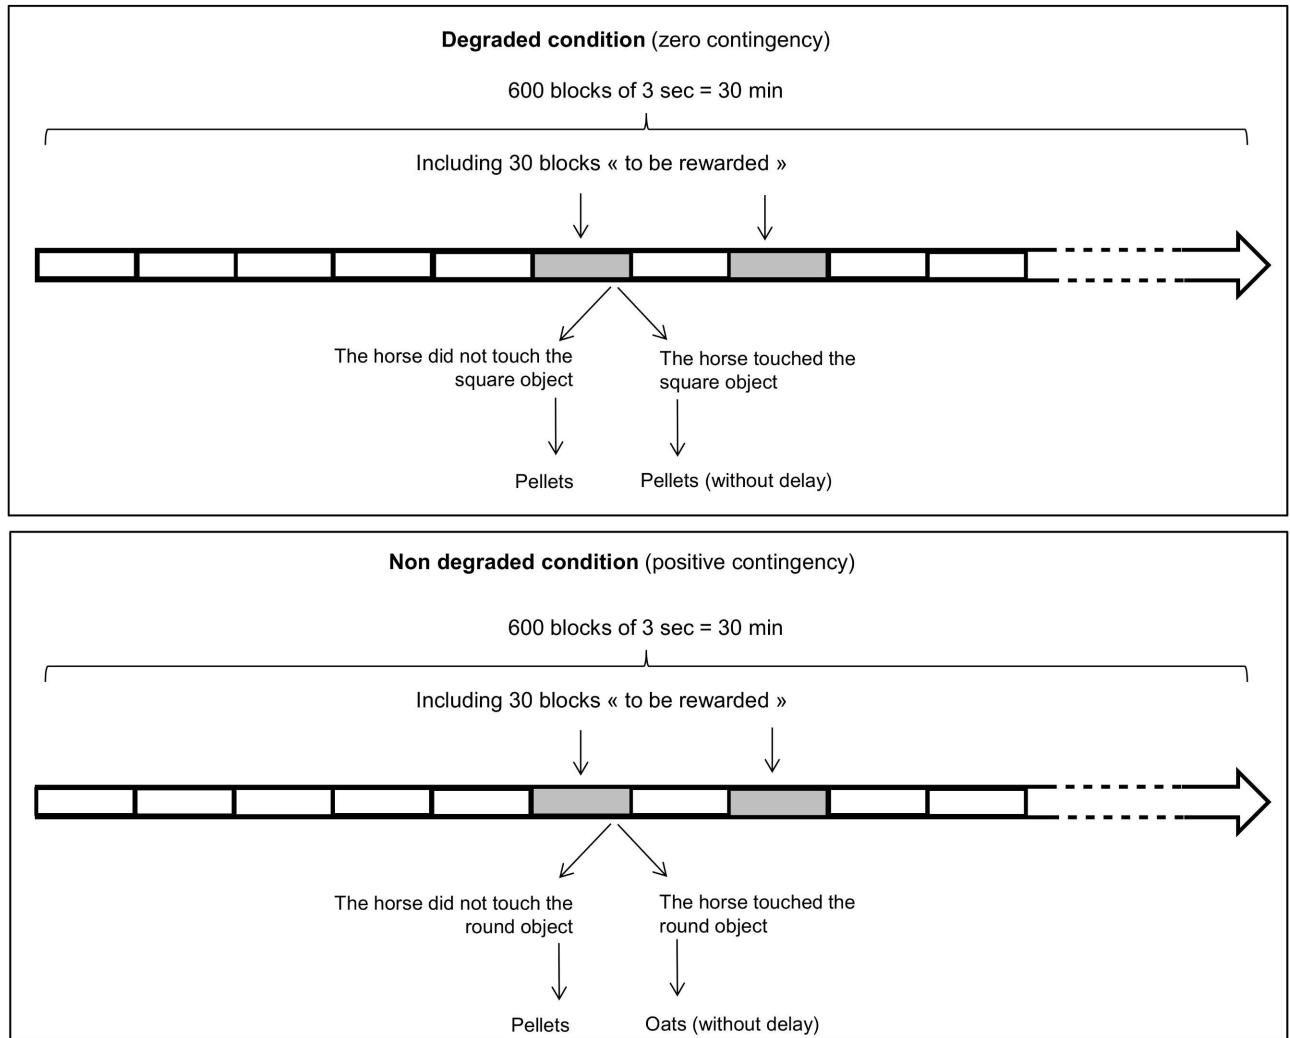 Degraded condition (zero contingency)
600 blocks of 3 sec = 30 min
Including 30 blocks « to be rewarded »
The horse did not touch the
square object
The horse touched the
square object
Pellets
Pellets (without delay)
Non degraded condition (positive contingency)
600 blocks of 3 sec = 30 min
Including 30 blocks « to be rewarded »
The horse did not touch the
round object
The horse touched the
round object
Pellets
Oats (without delay)